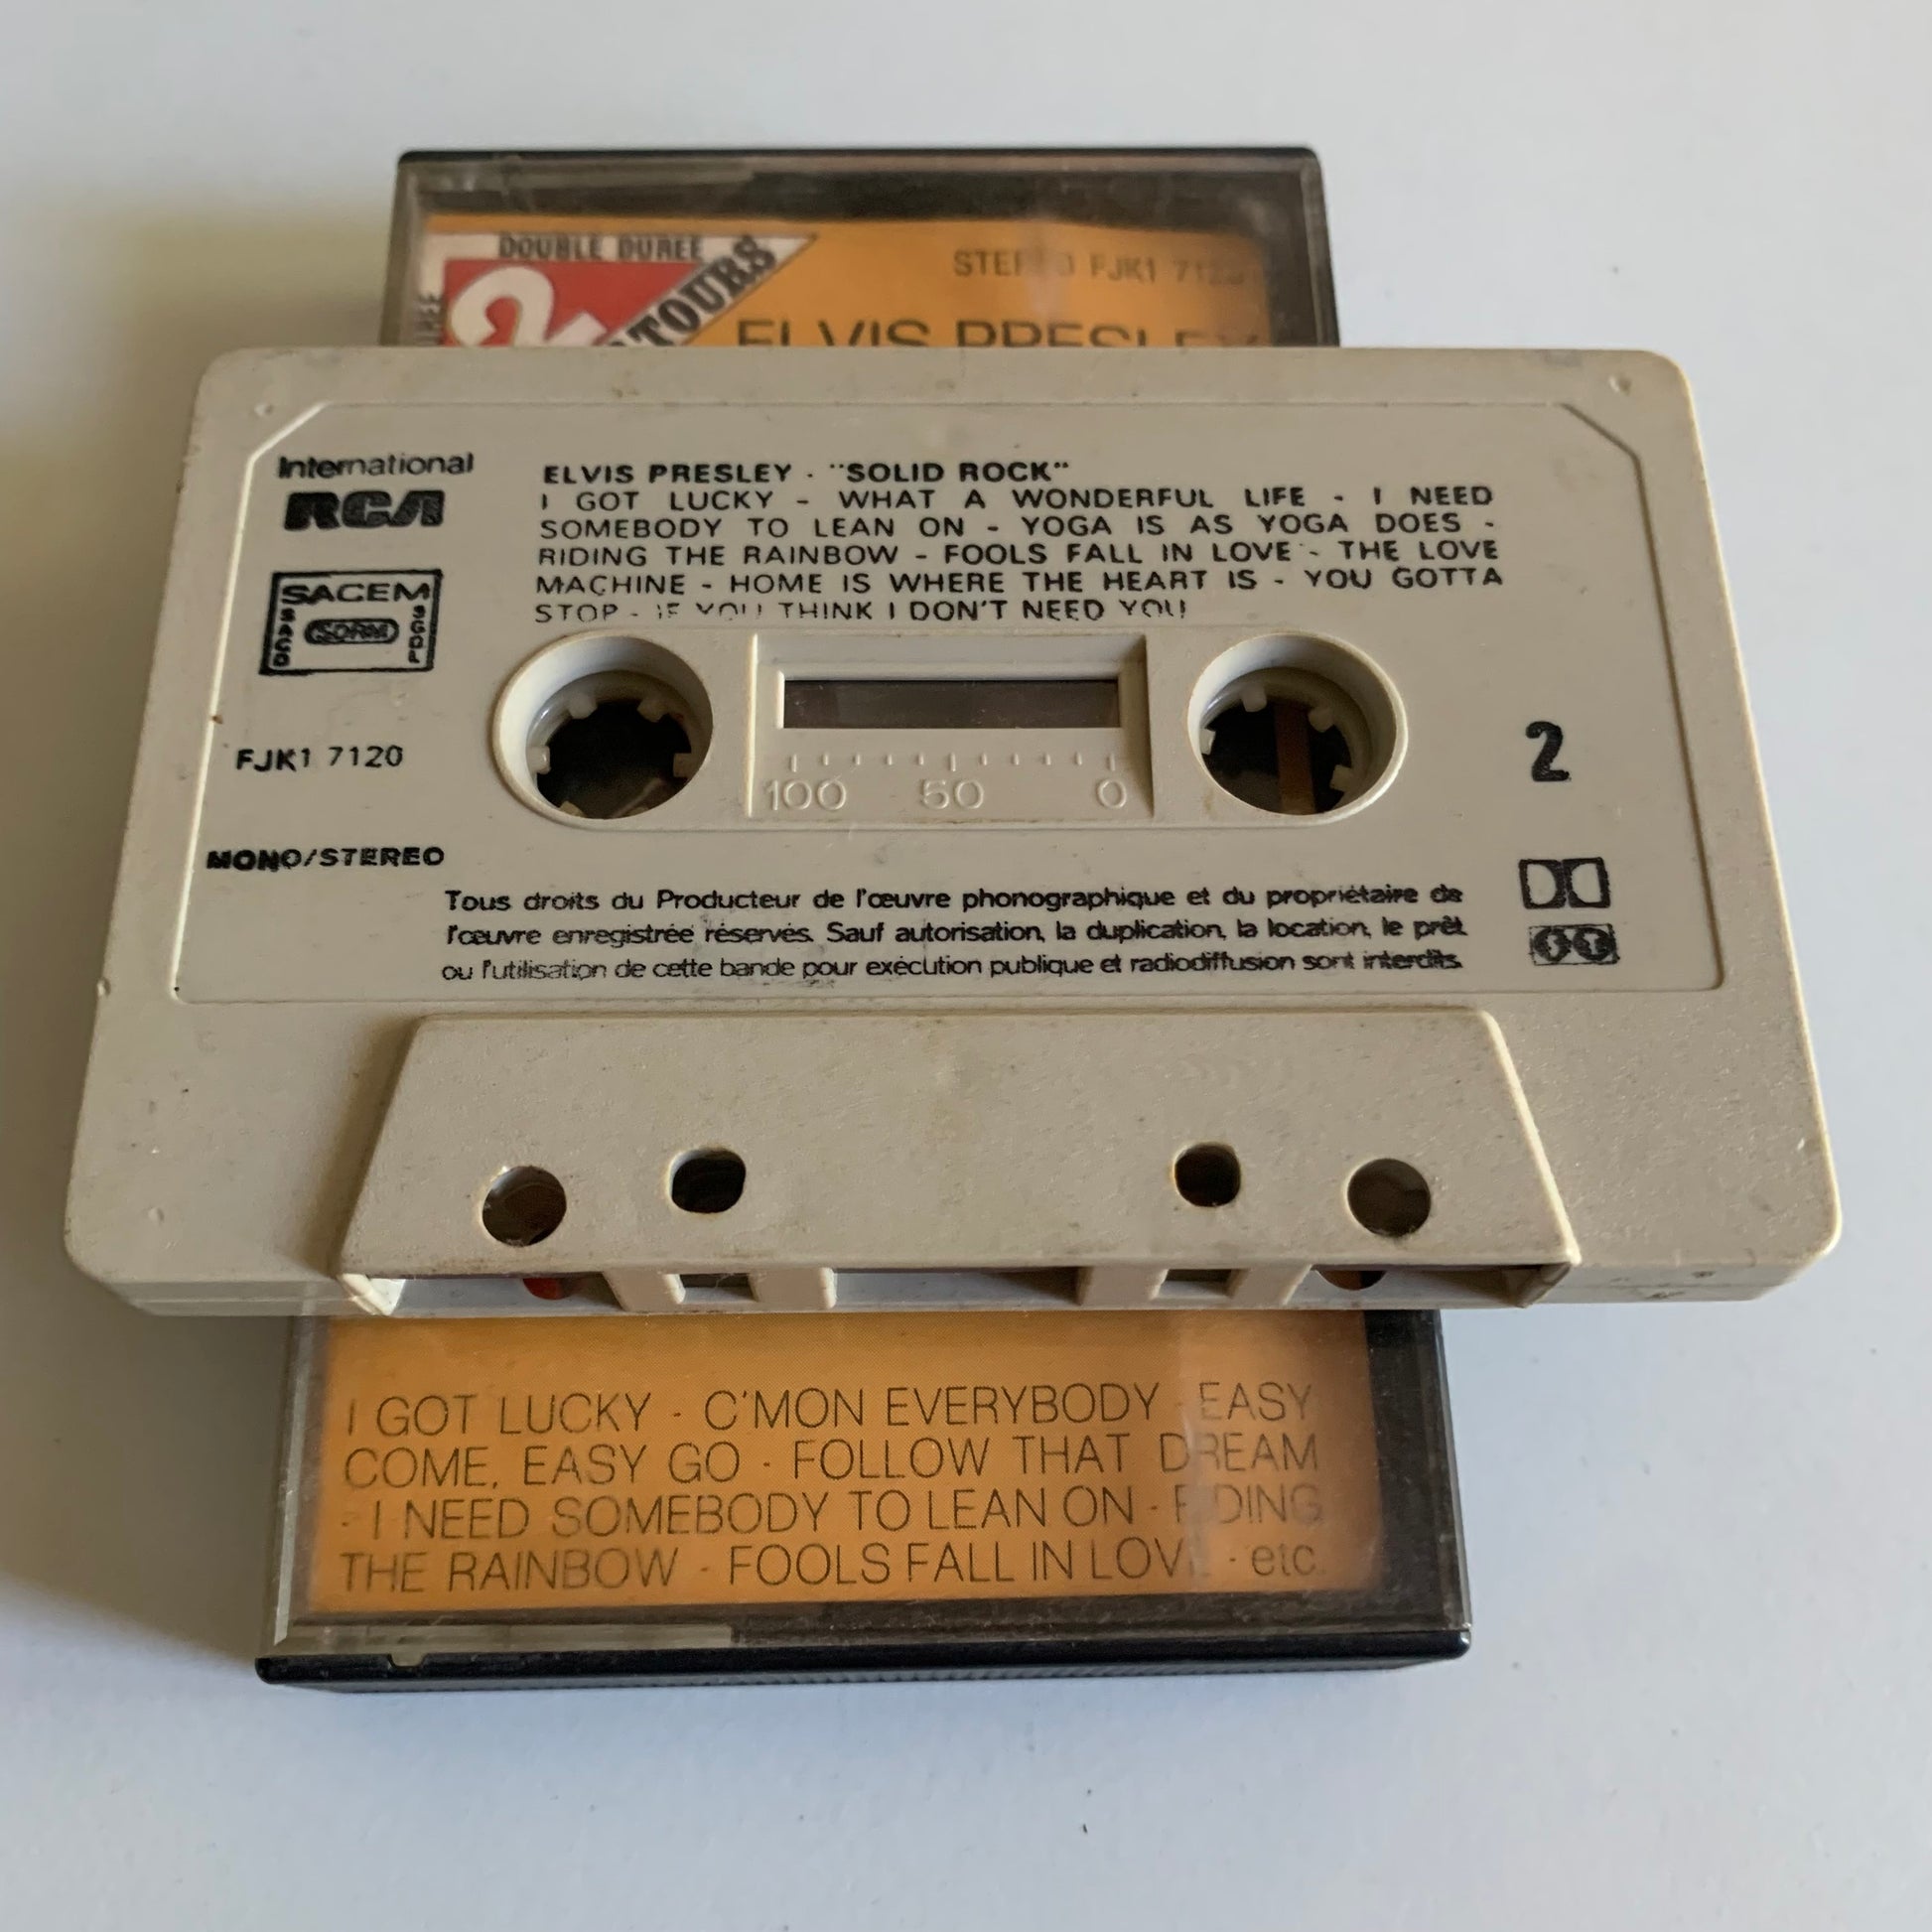 DOUBLE DUREE
2
TOURS
STEREO FJK1 7120
ELVIS PRESLEY
International
RCA
ELVIS PRESLEY - "SOLID ROCK"
I GOT LUCKY - WHAT A WONDERFUL LIFE - I NEED
SOMEBODY TO LEAN ON - YOGA IS AS YOGA DOES -
RIDING THE RAINBOW - FOOLS FALL IN LOVE - THE LOVE
MACHINE - HOME IS WHERE THE HEART IS - YOU GOTTA
STOP - IF YOU THINK I DON'T NEED YOU
SACEM
SACD
SDRM
SGDL
FJK1 7120
100 50 0
2
MONO/STEREO
Tous droits du Producteur de l'œuvre phonographique et du propriétaire de
l'œuvre enregistrée réservés. Sauf autorisation, la duplication, la location, le prêt
ou l'utilisation de cette bande pour exécution publique et radiodiffusion sont interdits.
I GOT LUCKY - C'MON EVERYBODY - EASY
COME, EASY GO - FOLLOW THAT DREAM
- I NEED SOMEBODY TO LEAN ON - RIDING
THE RAINBOW - FOOLS FALL IN LOVE - etc.